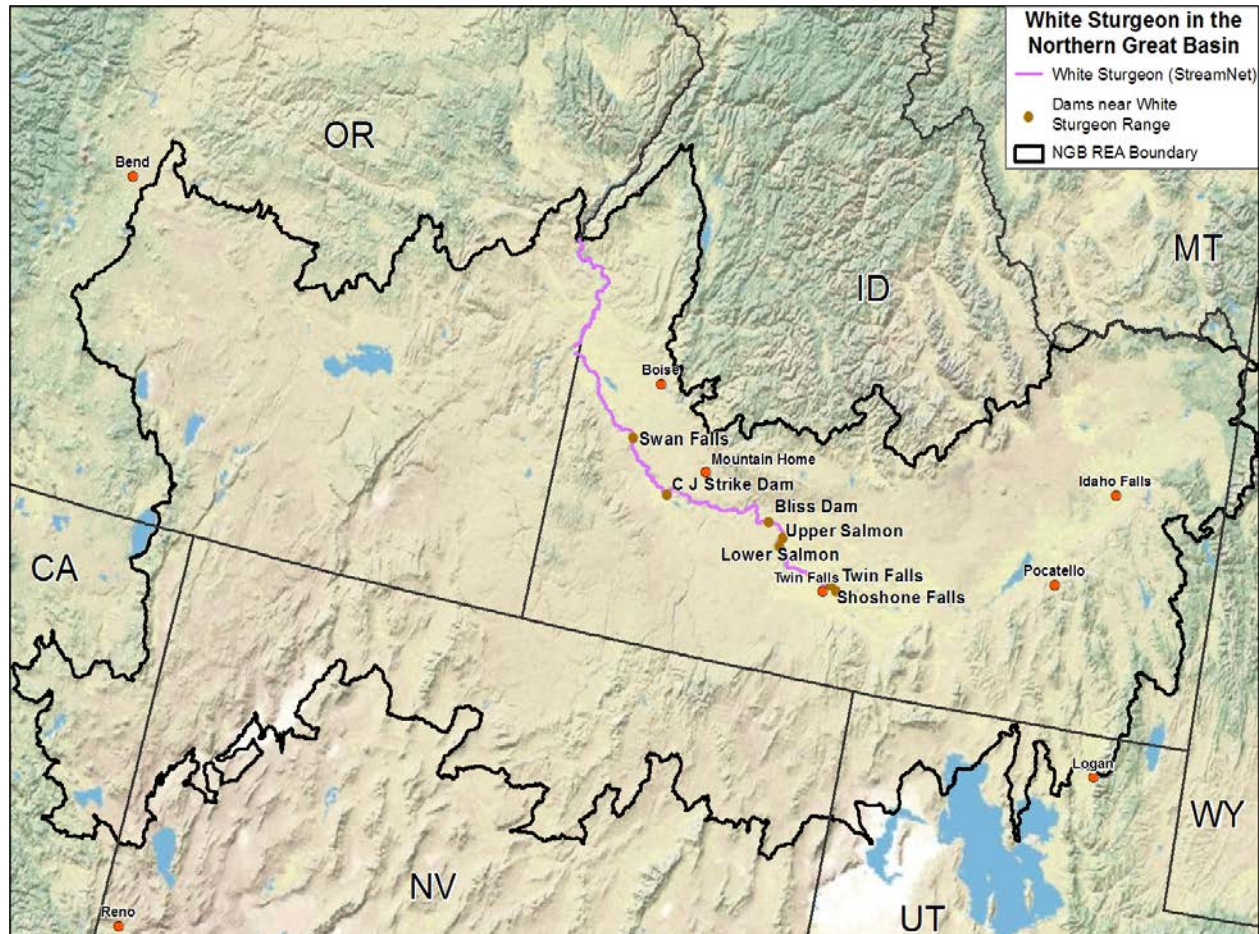 White Sturgeon in the
Northern Great Basin
White Sturgeon (StreamNet)
Dams near White
Sturgeon Range
NGB REA Boundary
OR
Bend
MT
ID
Boise
Swan Falls
Mountain Home
C J Strike Dam
Idaho Falls
Bliss Dam
Upper Salmon
Lower Salmon
CA
Pocatello
Twin Falls
Twin Falls
Shoshone Falls
Logan
WY
NV
Reno
UT